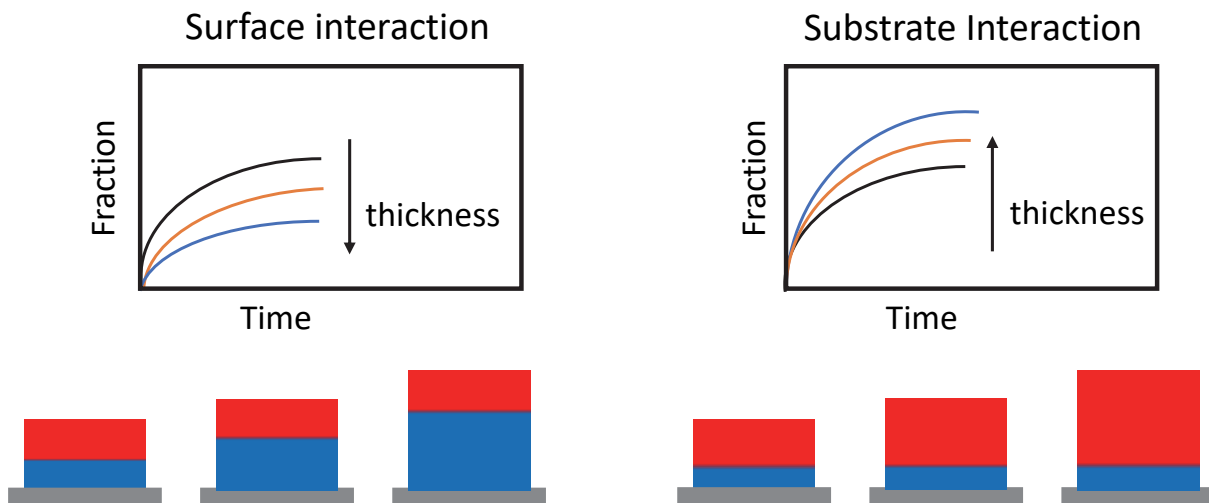 Surface interaction
Fraction
thickness
Time
Substrate Interaction
Fraction
thickness
Time